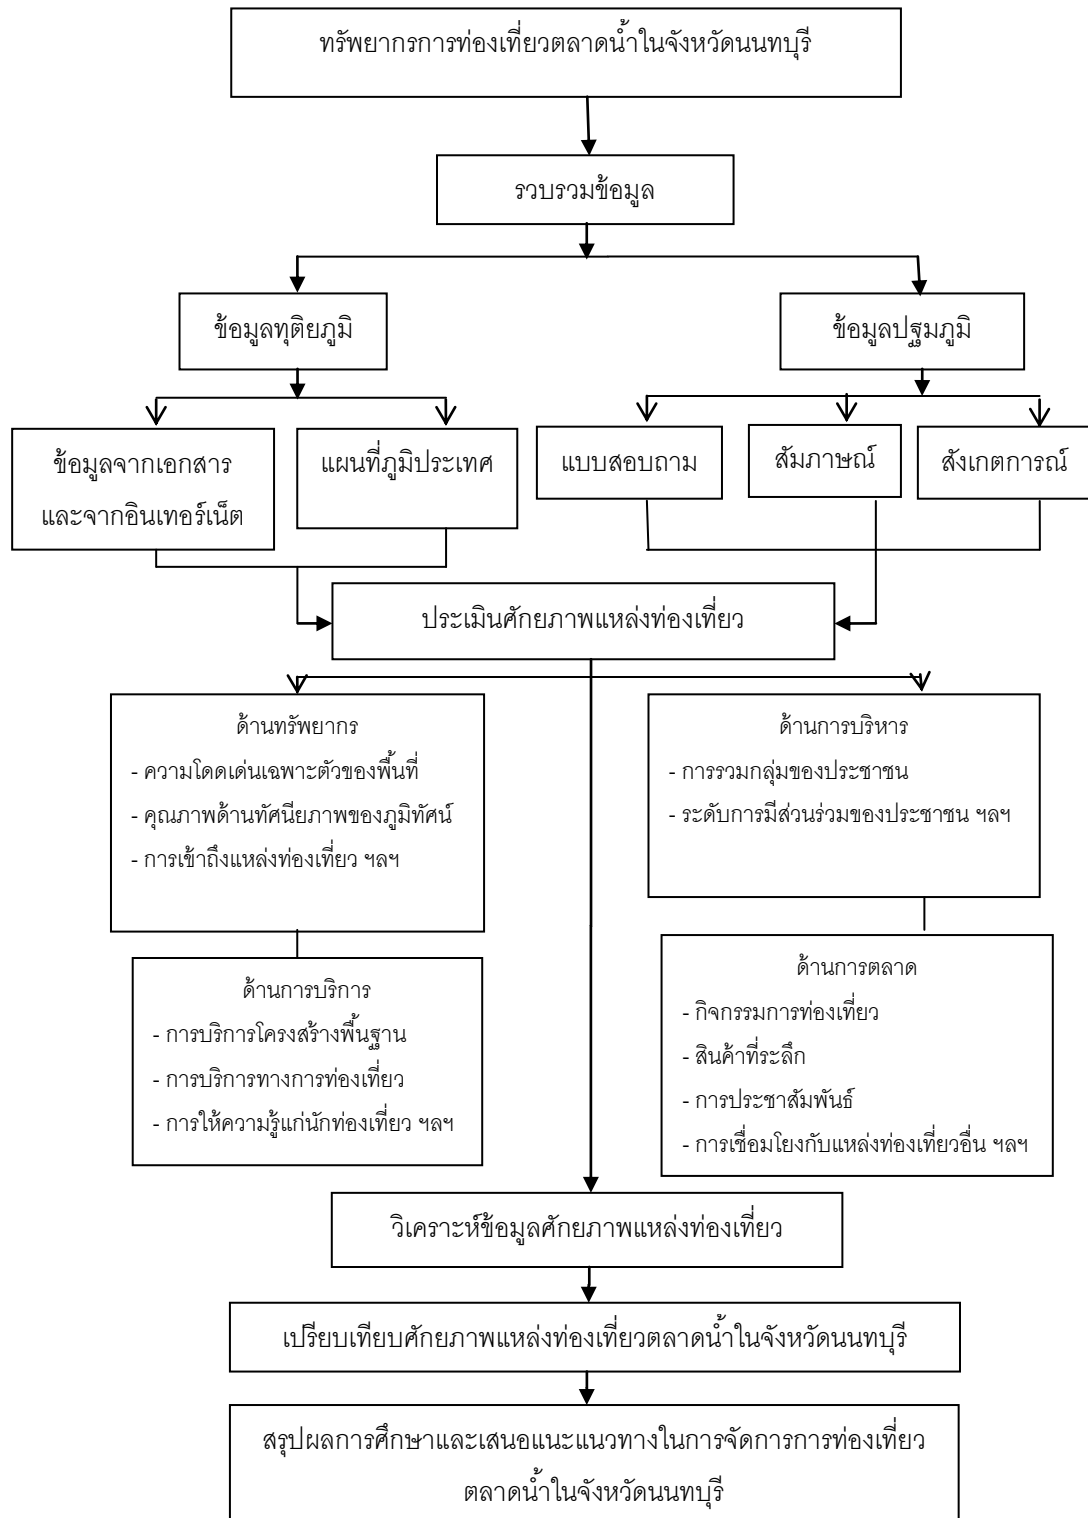 ทรัพยากรการท่องเที่ยวตลาดน้ำในจังหวัดนนทบุรี
รวบรวมข้อมูล
ข้อมูลทุติยภูมิ
ข้อมูลปฐมภูมิ
ข้อมูลจากเอกสาร
และจากอินเทอร์เน็ต
แผนที่ภูมิประเทศ
แบบสอบถาม
สัมภาษณ์
สังเกตการณ์
ประเมินศักยภาพแหล่งท่องเที่ยว
ด้านทรัพยากร
- ความโดดเด่นเฉพาะตัวของพื้นที่
- คุณภาพด้านทัศนียภาพของภูมิทัศน์
- การเข้าถึงแหล่งท่องเที่ยว ฯลฯ
ด้านการบริหาร
- การรวมกลุ่มของประชาชน
- ระดับการมีส่วนร่วมของประชาชน ฯลฯ
ด้านการบริการ
- การบริการโครงสร้างพื้นฐาน
- การบริการทางการท่องเที่ยว
- การให้ความรู้แก่นักท่องเที่ยว ฯลฯ
ด้านการตลาด
- กิจกรรมการท่องเที่ยว
- สินค้าที่ระลึก
- การประชาสัมพันธ์
- การเชื่อมโยงกับแหล่งท่องเที่ยวอื่น ฯลฯ
วิเคราะห์ข้อมูลศักยภาพแหล่งท่องเที่ยว
เปรียบเทียบศักยภาพแหล่งท่องเที่ยวตลาดน้ำในจังหวัดนนทบุรี
สรุปผลการศึกษาและเสนอแนะแนวทางในการจัดการการท่องเที่ยว
ตลาดน้ำในจังหวัดนนทบุรี